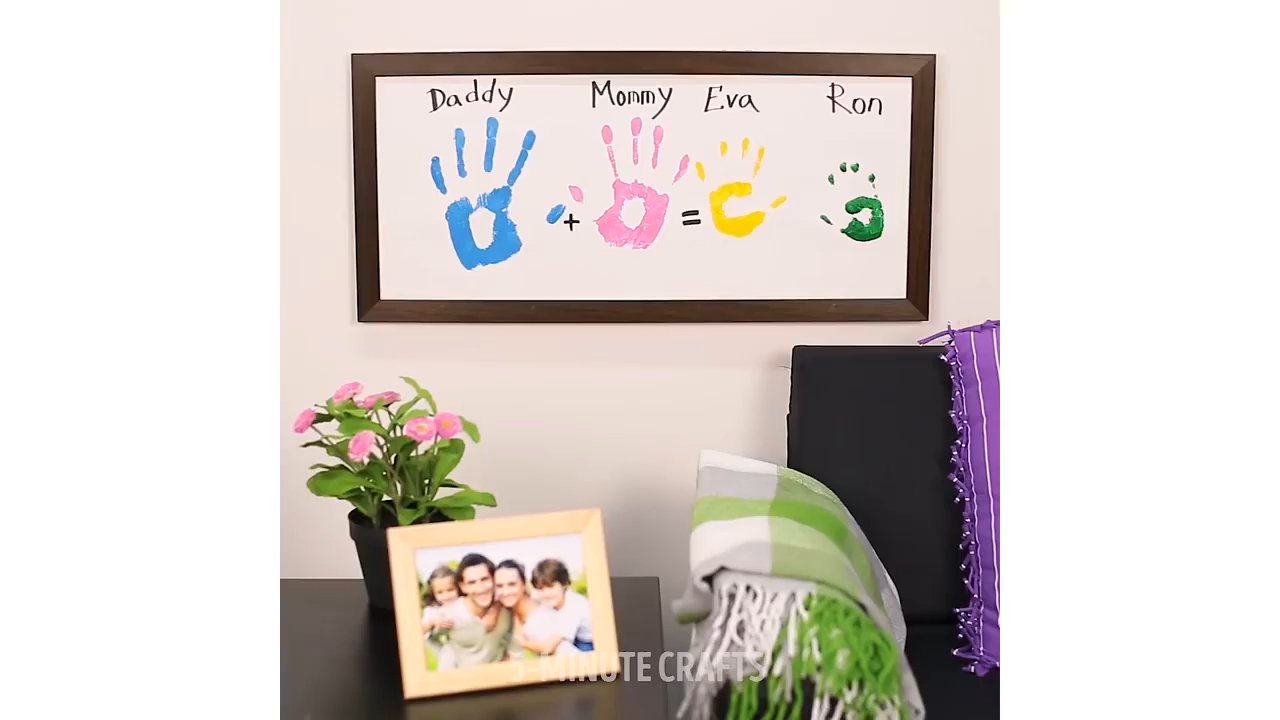 Daddy Mommy Eva Ron
+ =
5-MINUTE CRAFTS